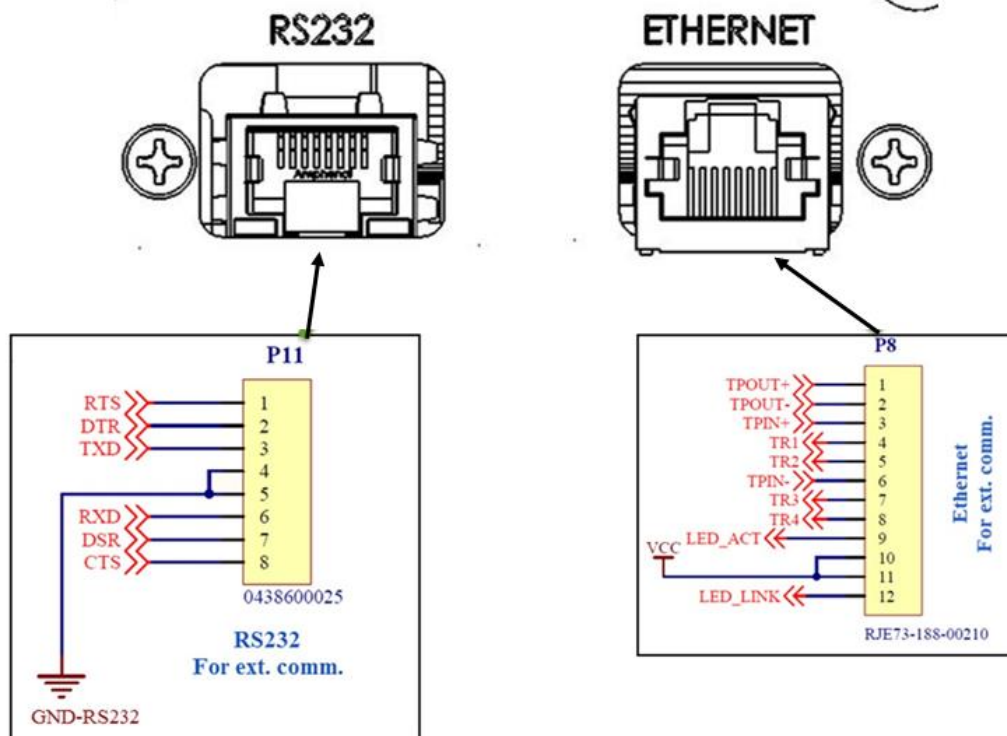 RS232
ETHERNET
Amphenol
P11
RTS
DTR
TXD
RXD
DSR
CTS
1
2
3
4
5
6
7
8
0438600025
RS232
For ext. comm.
GND-RS232
P8
TPOUT+
TPOUT-
TPIN+
TR1
TR2
TPIN-
TR3
TR4
LED_ACT
VCC
LED_LINK
1
2
3
4
5
6
7
8
9
10
11
12
Ethernet
For ext. comm.
RJE73-188-00210